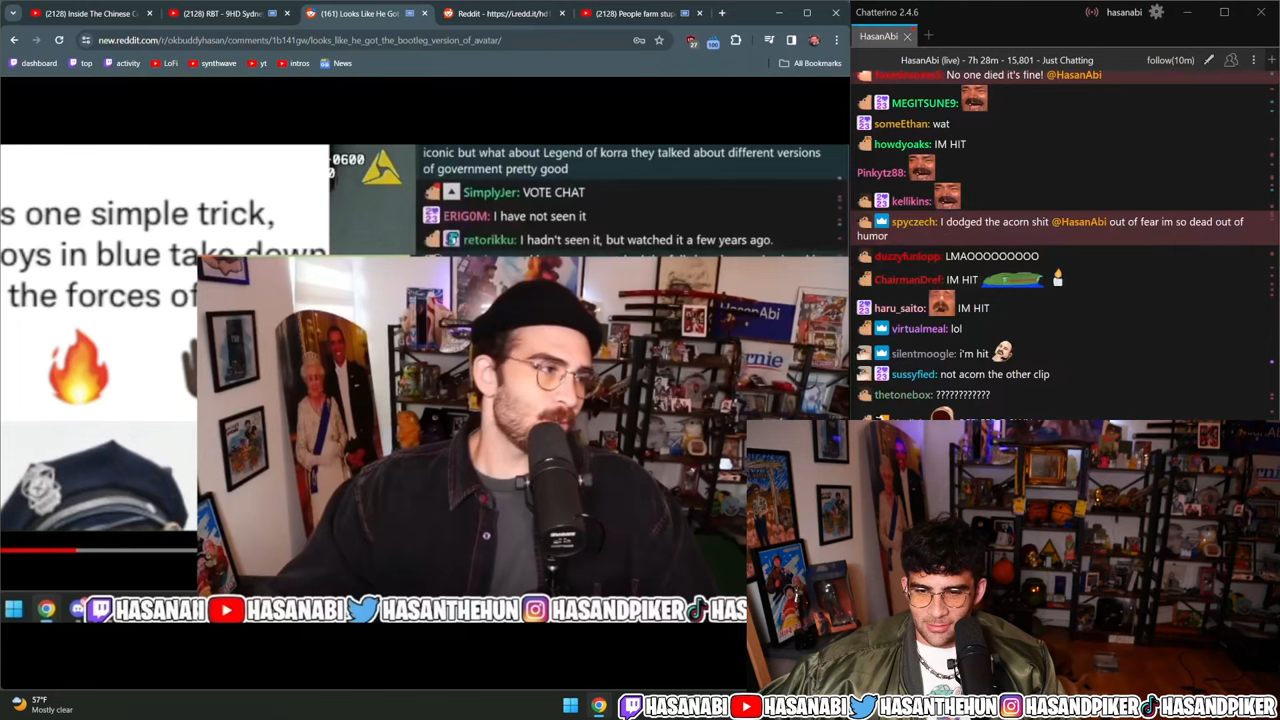 (2128) Inside The Chinese C
(2128) RBT - 9HD Sydne
(161) Looks Like He Got
Reddit - https://i.redd.it/hd1
(2128) People farm stup
new.reddit.com/r/okbuddyhasan/comments/1b141gw/looks_like_he_got_the_bootleg_version_of_avatar/
27
100
dashboard
top
activity
LoFi
synthwave
yt
intros
News
All Bookmarks
-0600
iconic but what about Legend of korra they talked about different versions
of government pretty good
SimplyJer: VOTE CHAT
ERIG0M: I have not seen it
retorikku: I hadn't seen it, but watched it a few years ago.
s one simple trick,
oys in blue take down
the forces of
HasanAbi
ernie
HASANABI
HASANTHEHUN
HASANDPIKER
57°F
Mostly clear
Chatterino 2.4.6
hasanabi
HasanAbi
HasanAbi (live) - 7h 28m - 15,801 - Just Chatting
follow(10m)
No one died it's fine! @HasanAbi
MEGITSUNE9:
someEthan: wat
howdyoaks: IM HIT
Pinkytz88:
kellikins:
spyczech: I dodged the acorn shit @HasanAbi out of fear im so dead out of
humor
duzzyfunlopp: LMAOOOOOOOOO
ChairmanDref: IM HIT
haru_saito: IM HIT
virtualmeal: lol
silentmoogle: i'm hit
sussyfied: not acorn the other clip
thetonebox: ????????????
HASANABI
HASANABI
HASANTHEHUN
HASANDPIKER
HASANDPIKER